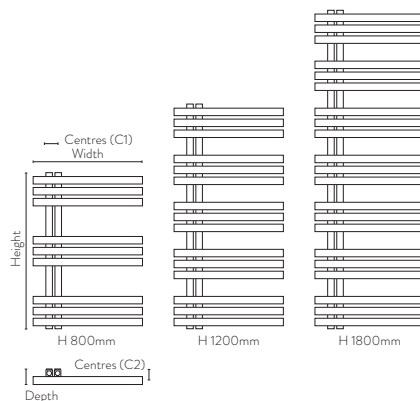 Centres (C1)
Width
Height
H 800mm
H 1200mm
H 1800mm
Centres (C2)
Depth